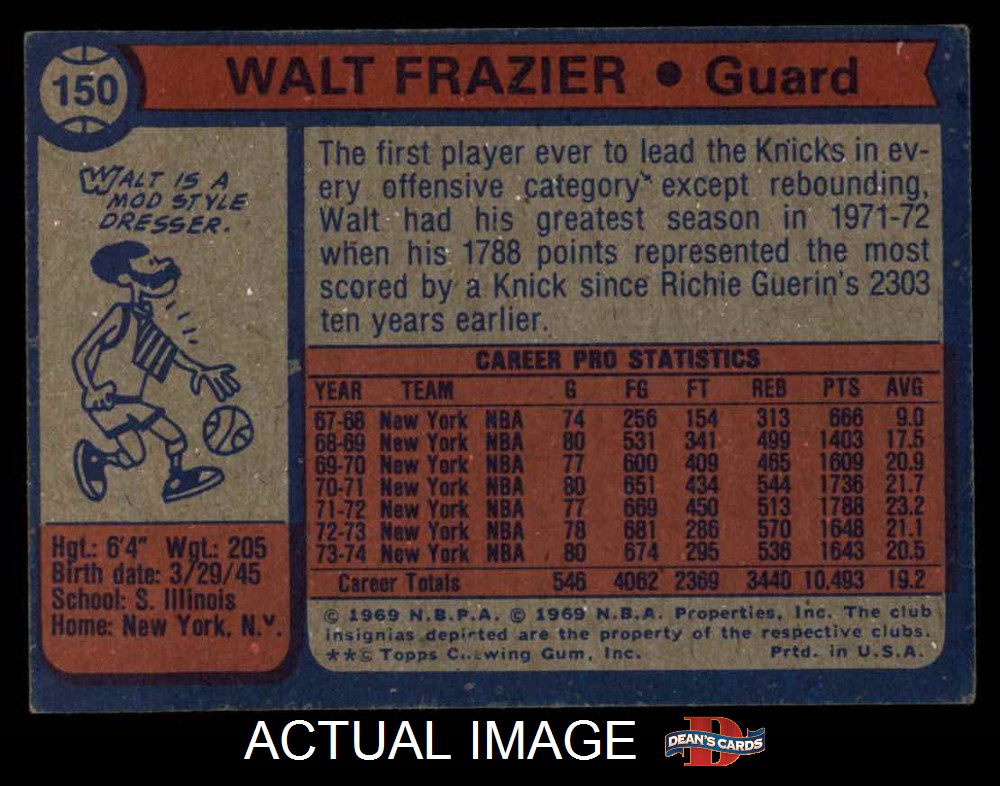 150
WALT FRAZIER • Guard
WALT IS A
MOD STYLE
DRESSER.
The first player ever to lead the Knicks in ev-
ery offensive category except rebounding,
Walt had his greatest season in 1971-72
when his 1788 points represented the most
scored by a Knick since Richie Guerin's 2303
ten years earlier.
CAREER PRO STATISTICS
YEAR TEAM G FG FT REB PTS AVG
67-68 New York NBA 74 256 154 313 666 9.0
68-69 New York NBA 80 531 341 499 1403 17.5
69-70 New York NBA 77 600 409 465 1609 20.9
70-71 New York NBA 80 651 434 544 1736 21.7
71-72 New York NBA 77 669 450 513 1788 23.2
72-73 New York NBA 78 681 286 570 1648 21.1
73-74 New York NBA 80 674 295 536 1643 20.5
Career Totals 546 4062 2369 3440 10,493 19.2
Hgt.: 6'4" Wgt.: 205
Birth date: 3/29/45
School: S. Illinois
Home: New York, N.Y.
© 1969 N.B.P.A. © 1969 N.B.A. Properties, Inc. The club
insignias depicted are the property of the respective clubs.
**© Topps Chewing Gum, Inc. Prtd. in U.S.A.
ACTUAL IMAGE
D
DEAN'S CARDS